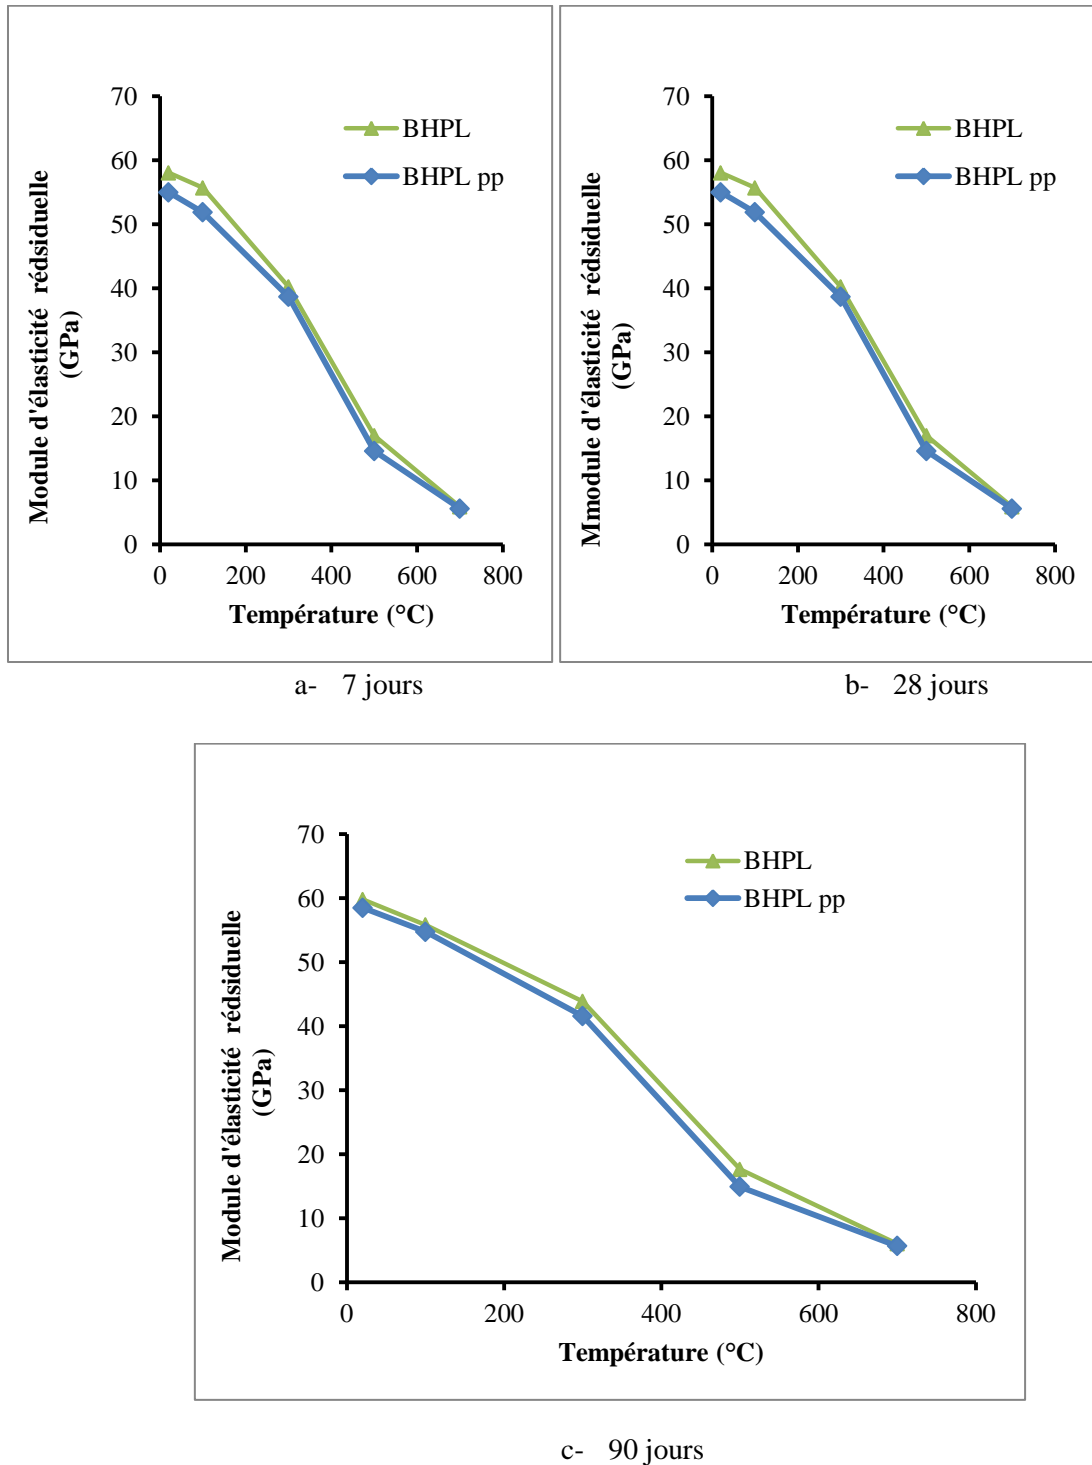 70
60
50
40
30
20
10
0
0 200 400 600 800
Module d'élasticité rédsiduelle
(GPa)
Température (°C)
BHPL
BHPL pp
a- 7 jours
70
60
50
40
30
20
10
0
0 200 400 600 800
Mmodule d'élasticité rédsiduelle
(GPa)
Température (°C)
BHPL
BHPL pp
b- 28 jours
70
60
50
40
30
20
10
0
0 200 400 600 800
Module d'élasticité rédsiduelle
(GPa)
Température (°C)
BHPL
BHPL pp
c- 90 jours